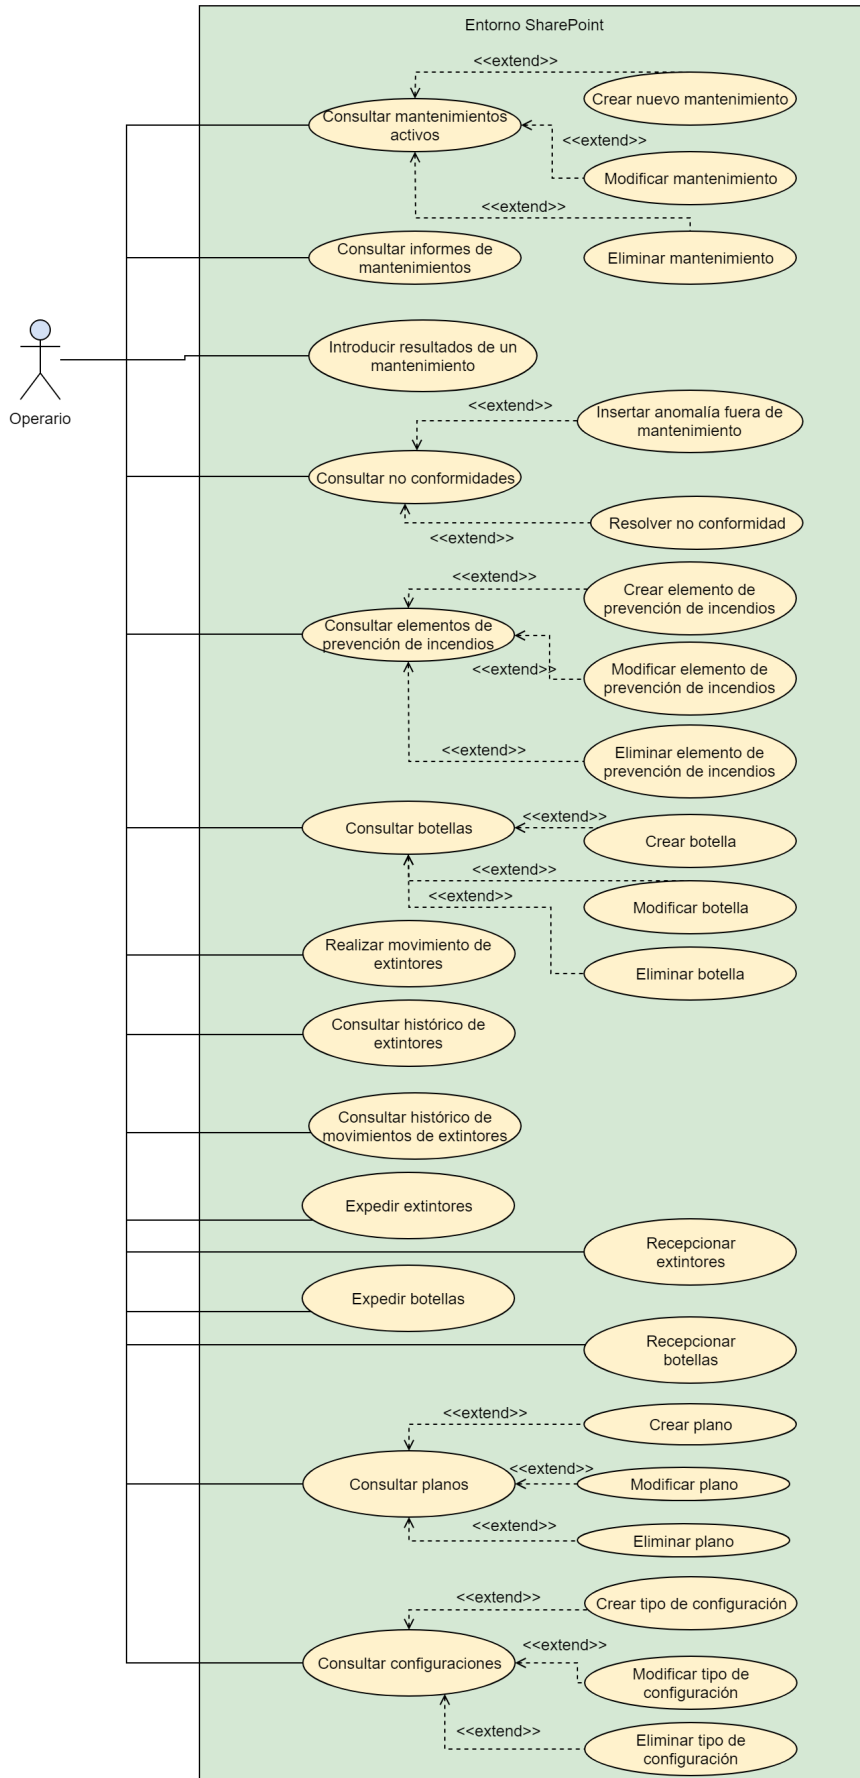 Entorno SharePoint
<<extend>>
Crear nuevo mantenimiento
Consultar mantenimientos
activos
<<extend>>
Modificar mantenimiento
<<extend>>
Consultar informes de
mantenimientos
Eliminar mantenimiento
Operario
Introducir resultados de un
mantenimiento
<<extend>>
Insertar anomalía fuera de
mantenimiento
Consultar no conformidades
Resolver no conformidad
<<extend>>
<<extend>>
Crear elemento de
prevención de incendios
Consultar elementos de
prevención de incendios
<<extend>>
Modificar elemento de
prevención de incendios
<<extend>>
Eliminar elemento de
prevención de incendios
Consultar botellas
<<extend>>
Crear botella
<<extend>>
Modificar botella
<<extend>>
Realizar movimiento de
extintores
Eliminar botella
Consultar histórico de
extintores
Consultar histórico de
movimientos de extintores
Expedir extintores
Recepcionar
extintores
Expedir botellas
Recepcionar
botellas
<<extend>>
Crear plano
Consultar planos
<<extend>>
Modificar plano
<<extend>>
Eliminar plano
<<extend>>
Crear tipo de configuración
Consultar configuraciones
<<extend>>
Modificar tipo de
configuración
<<extend>>
Eliminar tipo de
configuración